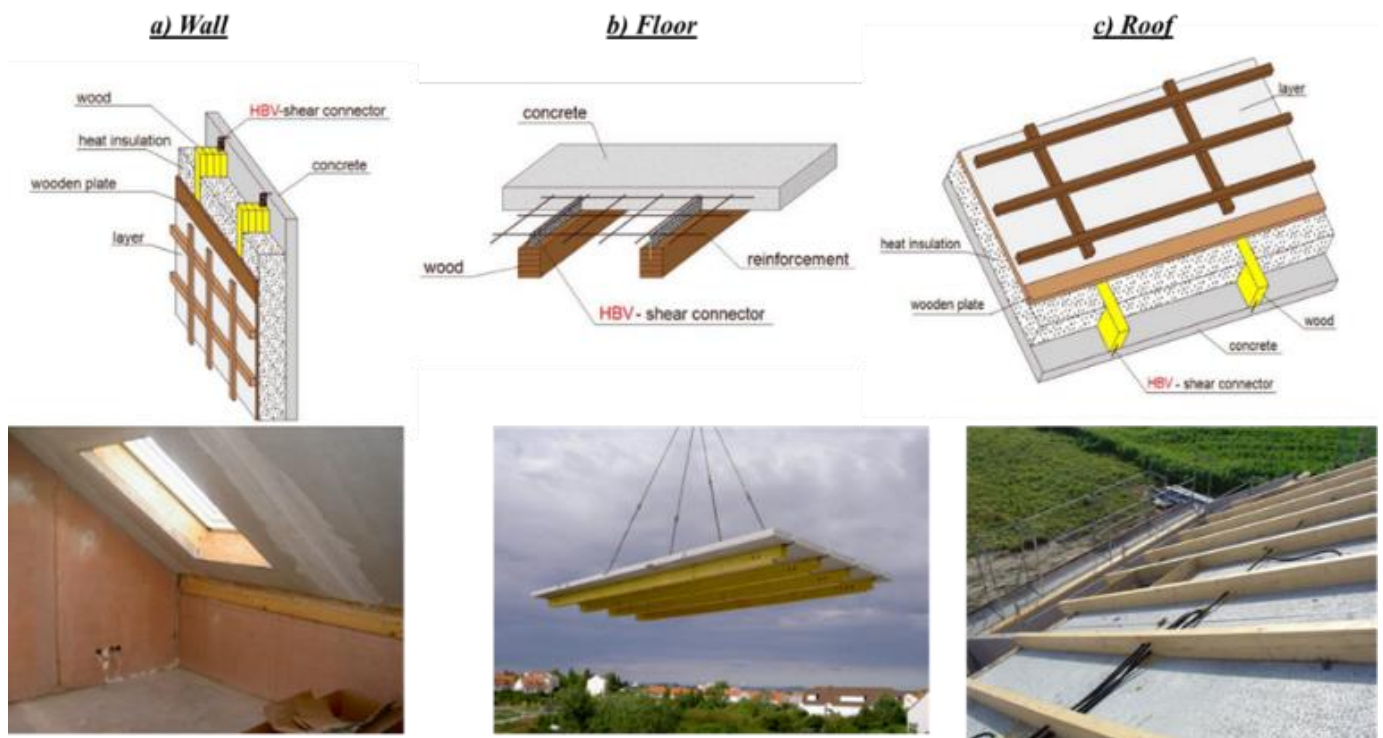 a) Wall
b) Floor
c) Roof
wood
HBV-shear connector
heat insulation
concrete
wooden plate
layer
concrete
wood
reinforcement
HBV - shear connector
layer
heat insulation
wooden plate
wood
concrete
HBV - shear connector